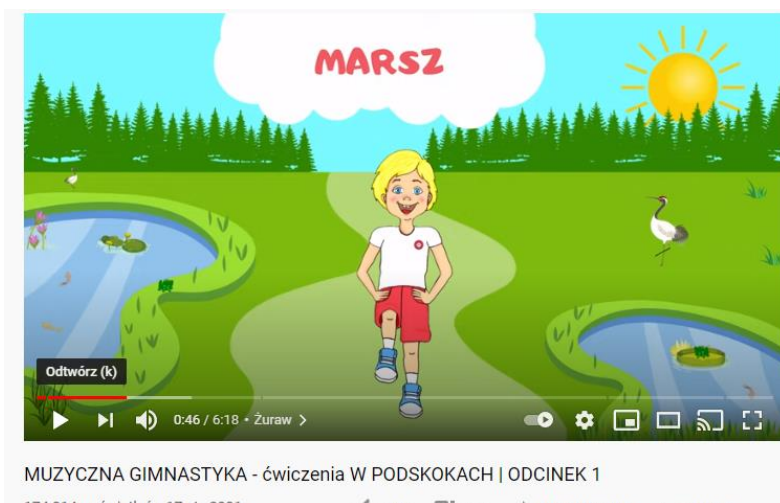 MARSZ
Odtwórz (k)
0:46 / 6:18 • Żuraw >
MUZYCZNA GIMNASTYKA - ćwiczenia W PODSKOKACH | ODCINEK 1